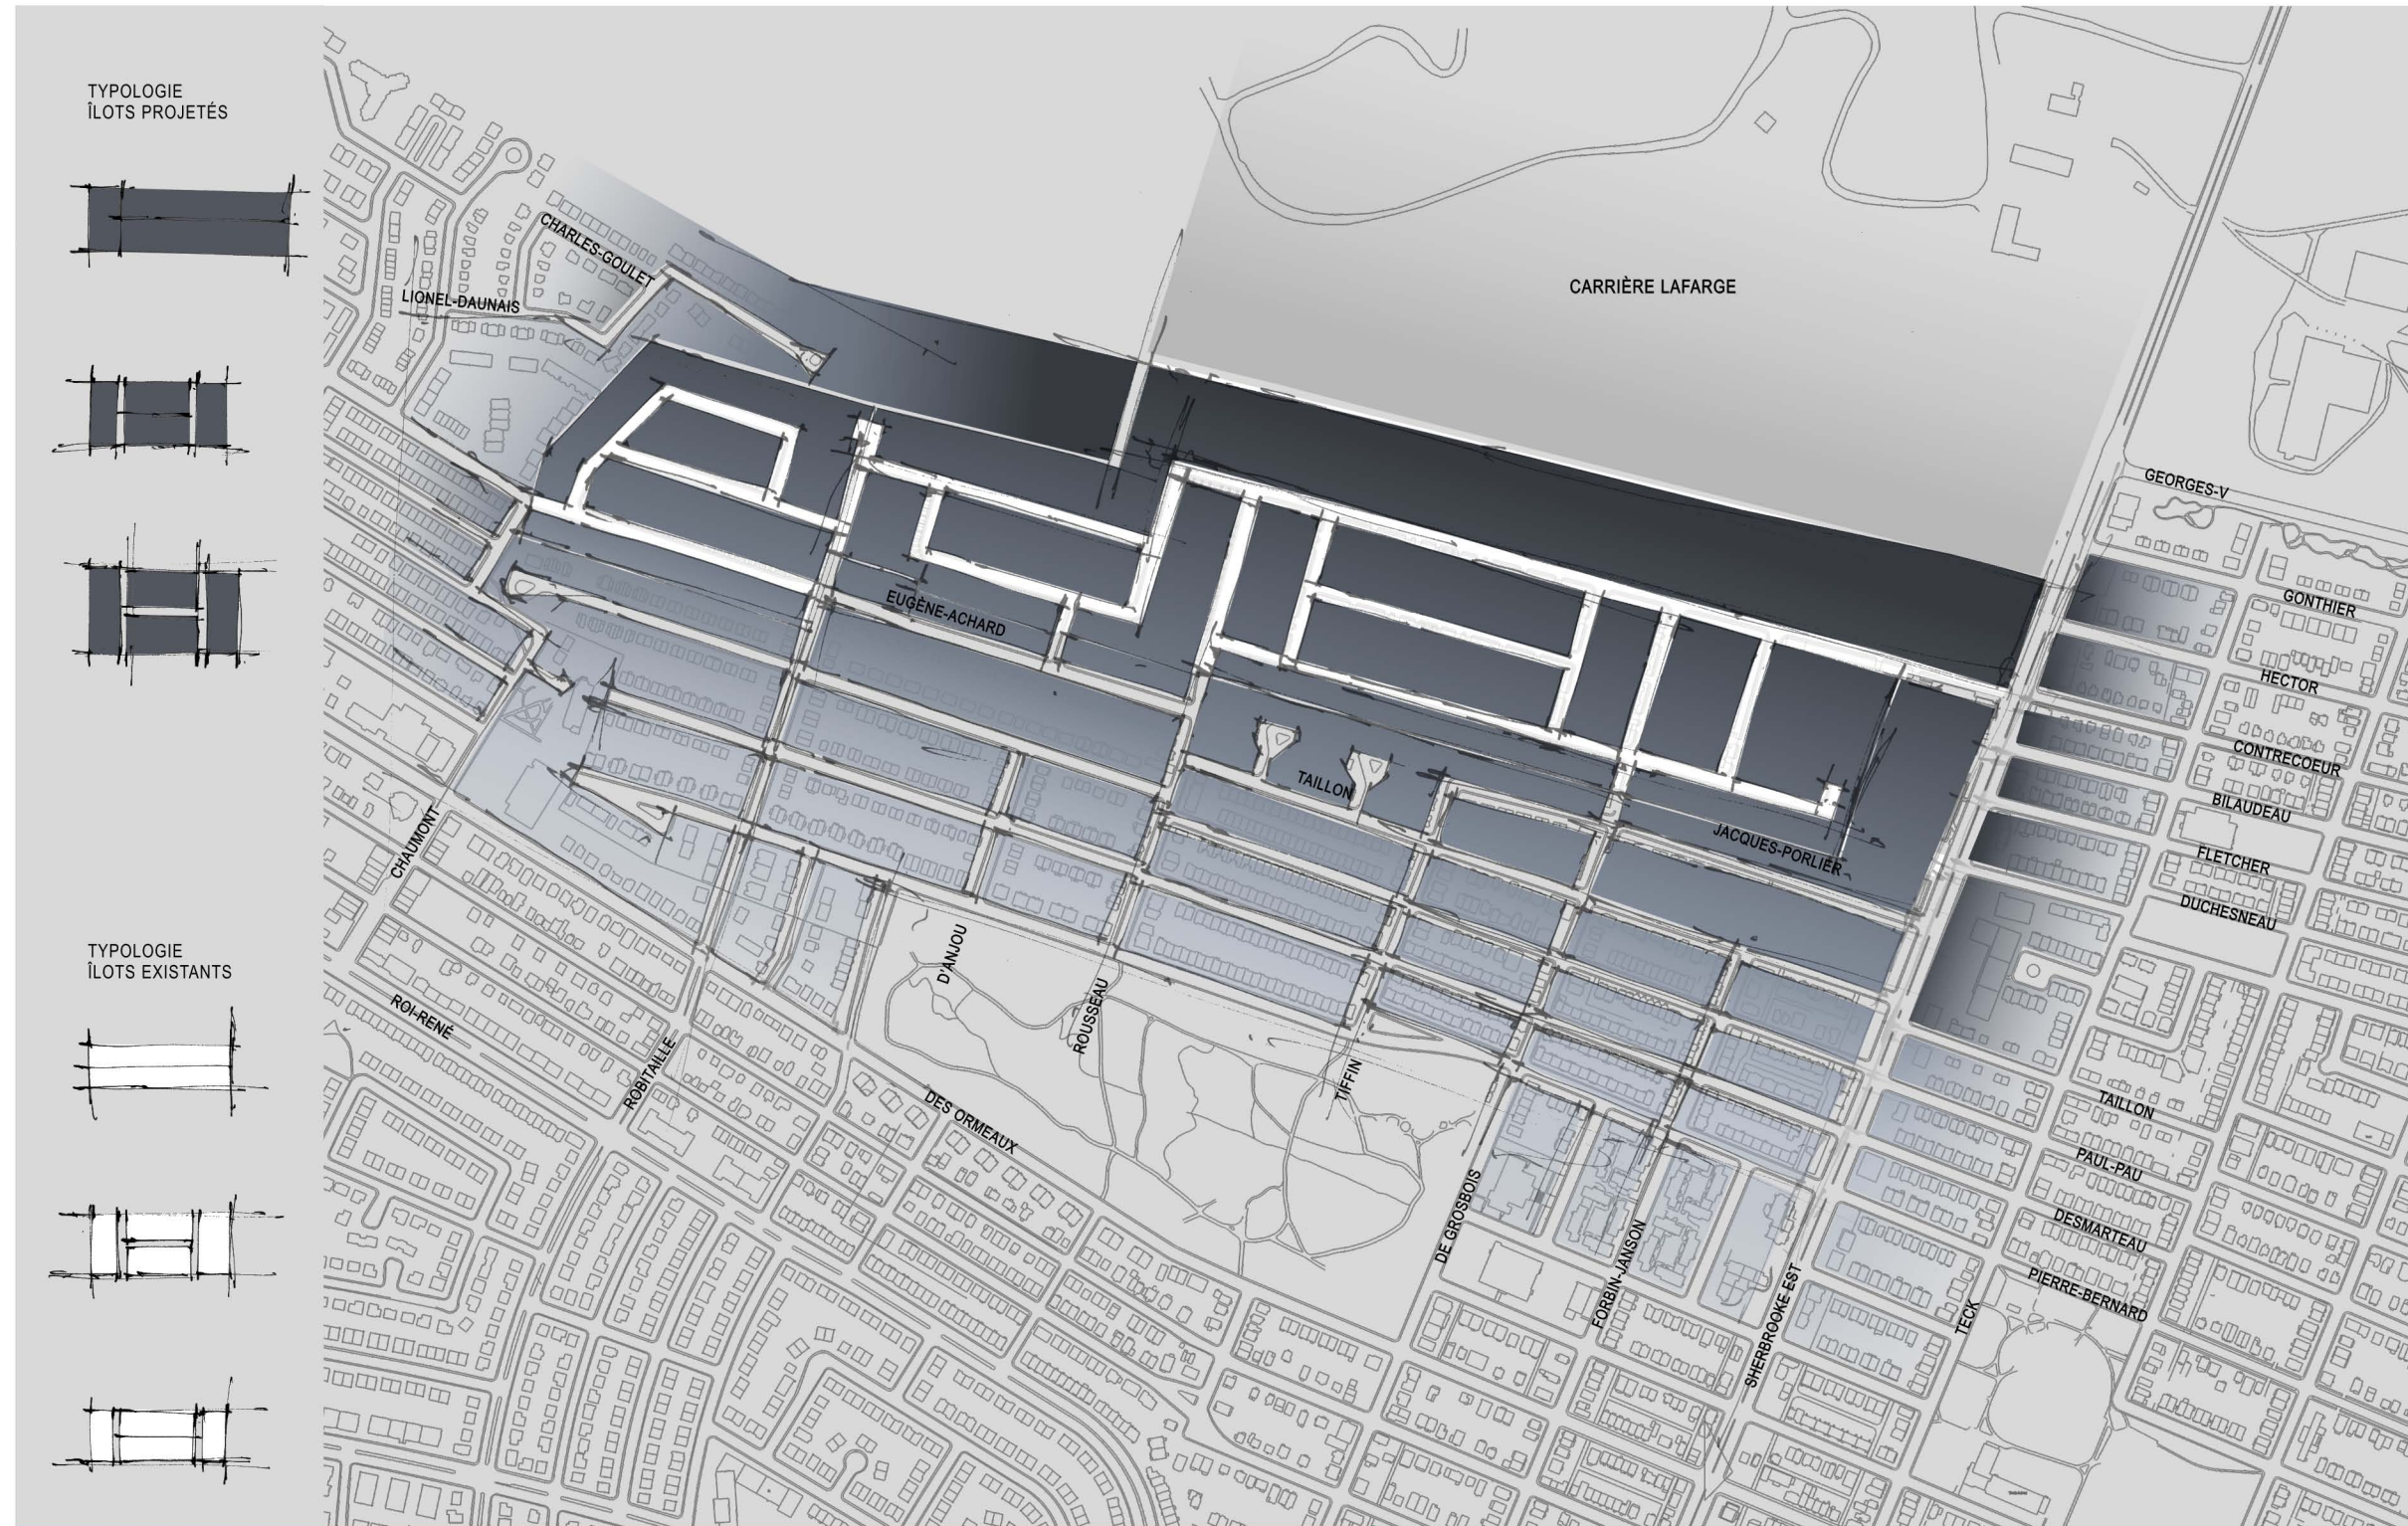 TYPOLOGIE
ÎLOTS PROJETÉS
TYPOLOGIE
ÎLOTS EXISTANTS
CHARLES-GOULET
LIONEL-DAUNAIS
CARRIÈRE LAFARGE
GEORGES-V
GONTHIER
HECTOR
CONTRECOEUR
BILAUDEAU
FLETCHER
DUCHESNEAU
EUGÈNE-ACHARD
TAILLON
JACQUES-PORLIER
CHAUMONT
ROI-RENÉ
ROBITAILLE
D'ANJOU
ROUSSEAU
TIFFIN
DES ORMEAUX
DE GROSBOIS
FORBIN-JANSON
SHERBROOKE EST
TECK
TAILLON
PAUL-PAU
DESMARTEAU
PIERRE-BERNARD